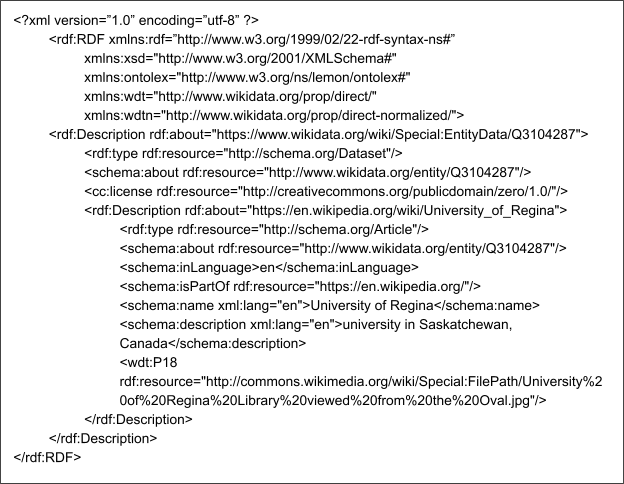 <?xml version=”1.0” encoding=”utf-8” ?>
<rdf:RDF xmlns:rdf=”http://www.w3.org/1999/02/22-rdf-syntax-ns#”
xmlns:xsd="http://www.w3.org/2001/XMLSchema#"
xmlns:ontolex="http://www.w3.org/ns/lemon/ontolex#"
xmlns:wdt="http://www.wikidata.org/prop/direct/"
xmlns:wdtn="http://www.wikidata.org/prop/direct-normalized/">
<rdf:Description rdf:about="https://www.wikidata.org/wiki/Special:EntityData/Q3104287">
<rdf:type rdf:resource="http://schema.org/Dataset"/>
<schema:about rdf:resource="http://www.wikidata.org/entity/Q3104287"/>
<cc:license rdf:resource="http://creativecommons.org/publicdomain/zero/1.0/"/>
<rdf:Description rdf:about="https://en.wikipedia.org/wiki/University_of_Regina">
<rdf:type rdf:resource="http://schema.org/Article"/>
<schema:about rdf:resource="http://www.wikidata.org/entity/Q3104287"/>
<schema:inLanguage>en</schema:inLanguage>
<schema:isPartOf rdf:resource="https://en.wikipedia.org/"/>
<schema:name xml:lang="en">University of Regina</schema:name>
<schema:description xml:lang="en">university in Saskatchewan,
Canada</schema:description>
<wdt:P18
rdf:resource="http://commons.wikimedia.org/wiki/Special:FilePath/University%2
0of%20Regina%20Library%20viewed%20from%20the%20Oval.jpg"/>
</rdf:Description>
</rdf:Description>
</rdf:RDF>